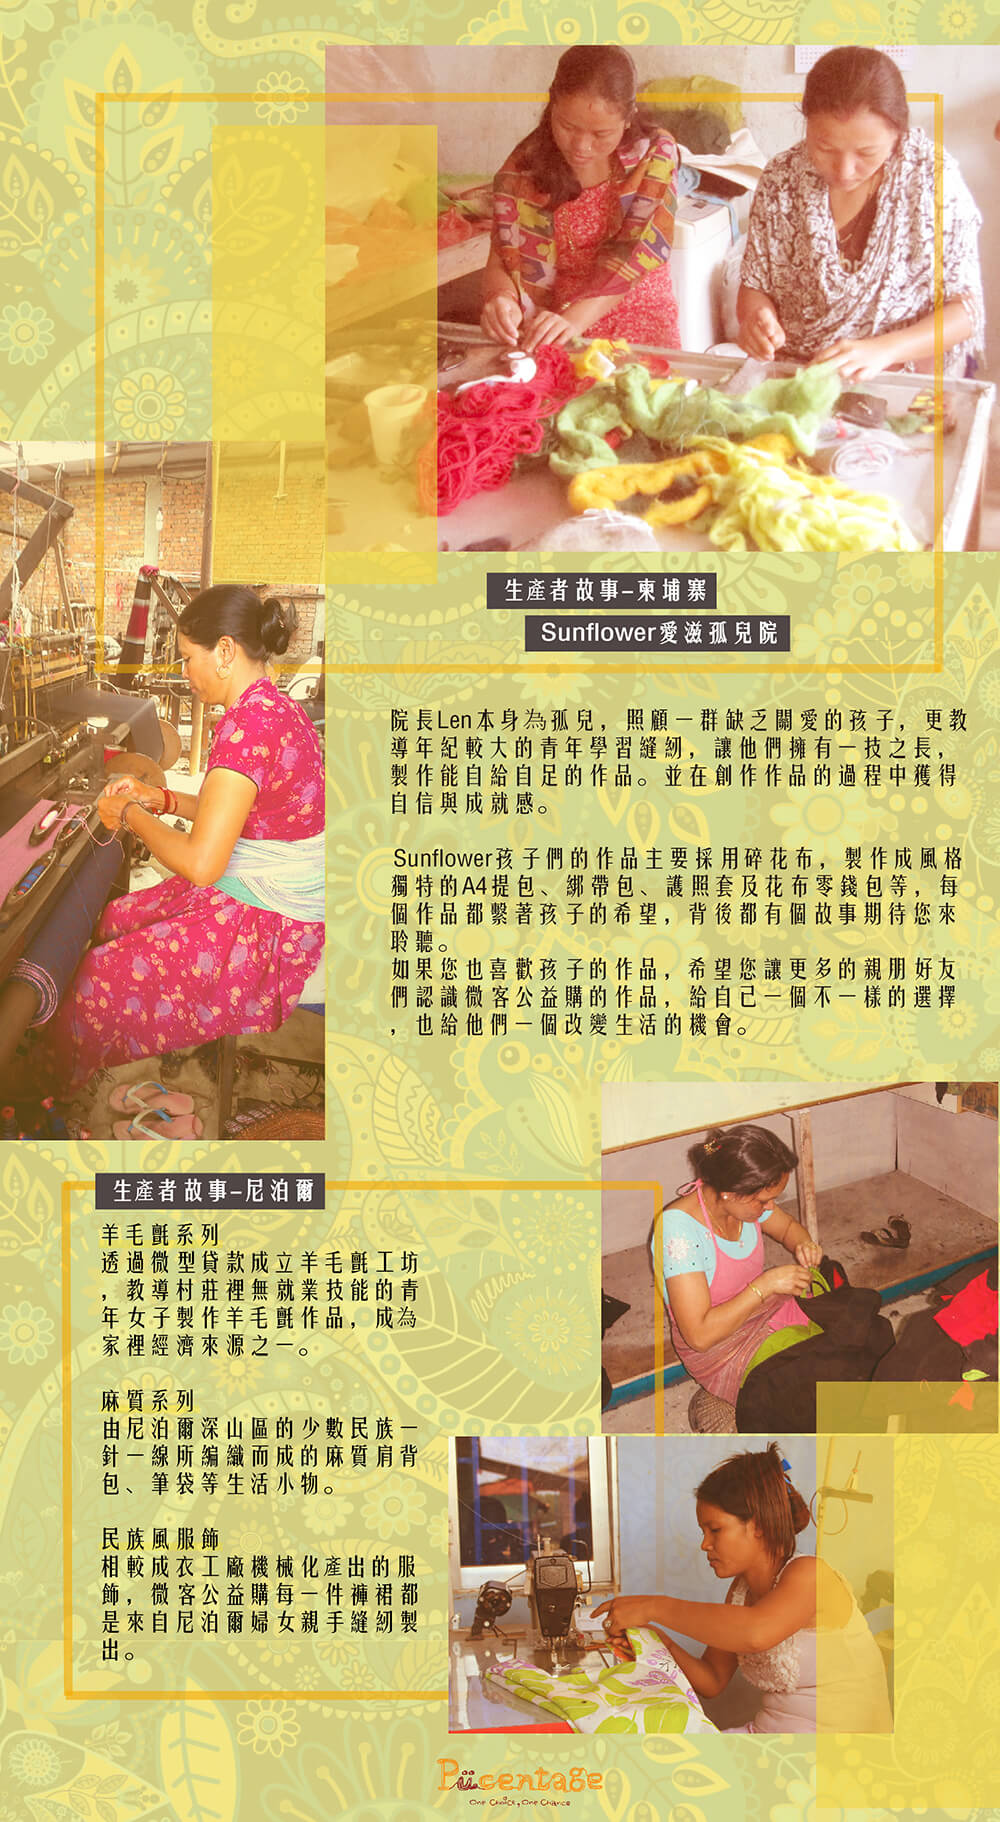 生產者故事–柬埔寨
Sunflower愛滋孤兒院
院長Len本身為孤兒，照顧一群缺乏關愛的孩子，更教
導年紀較大的青年學習縫紉，讓他們擁有一技之長，
製作能自給自足的作品。並在創作作品的過程中獲得
自信與成就感。
Sunflower孩子們的作品主要採用碎花布，製作成風格
獨特的A4提包、綁帶包、護照套及花布零錢包等，每
個作品都繫著孩子的希望，背後都有個故事期待您來
聆聽。
如果您也喜歡孩子的作品，希望您讓更多的親朋好友
們認識微客公益購的作品，給自己一個不一樣的選擇
，也給他們一個改變生活的機會。
生產者故事–尼泊爾
羊毛氈系列
透過微型貸款成立羊毛氈工坊
，教導村莊裡無就業技能的青
年女子製作羊毛氈作品，成為
家裡經濟來源之一。
麻質系列
由尼泊爾深山區的少數民族一
針一線所編織而成的麻質肩背
包、筆袋等生活小物。
民族風服飾
相較成衣工廠機械化產出的服
飾，微客公益購每一件褲裙都
是來自尼泊爾婦女親手縫紉製
出。
Piicentage
One Choice, One Chance